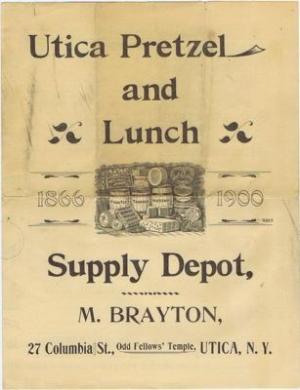 Utica Pretzel
and
Lunch
1866 1900
Supply Depot,
M. BRAYTON,
27 Columbia St., Odd Fellows' Temple, UTICA, N. Y.